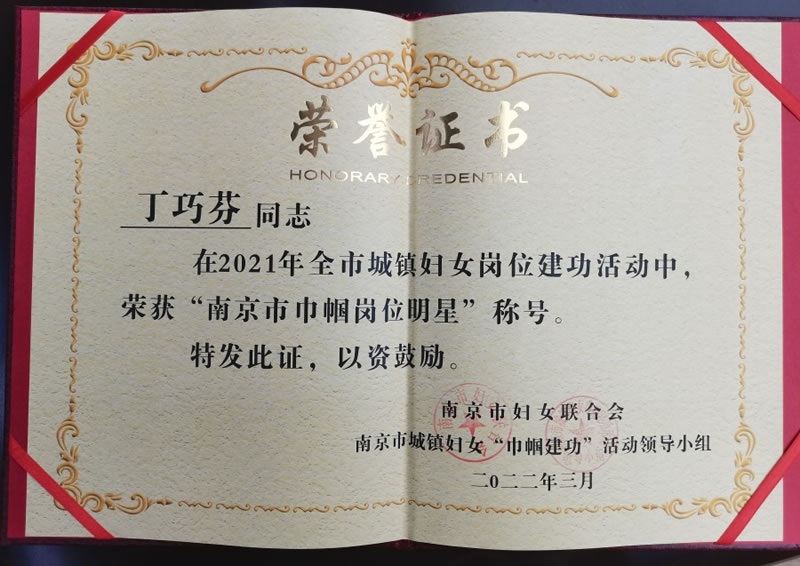 荣誉证书
HONORARY CREDENTIAL
丁巧芬同志
在2021年全市城镇妇女岗位建功活动中，
荣获“南京市巾帼岗位明星”称号。
特发此证，以资鼓励。
南京市妇女联合会
南京市城镇妇女“巾帼建功”活动领导小组
二〇二二年三月